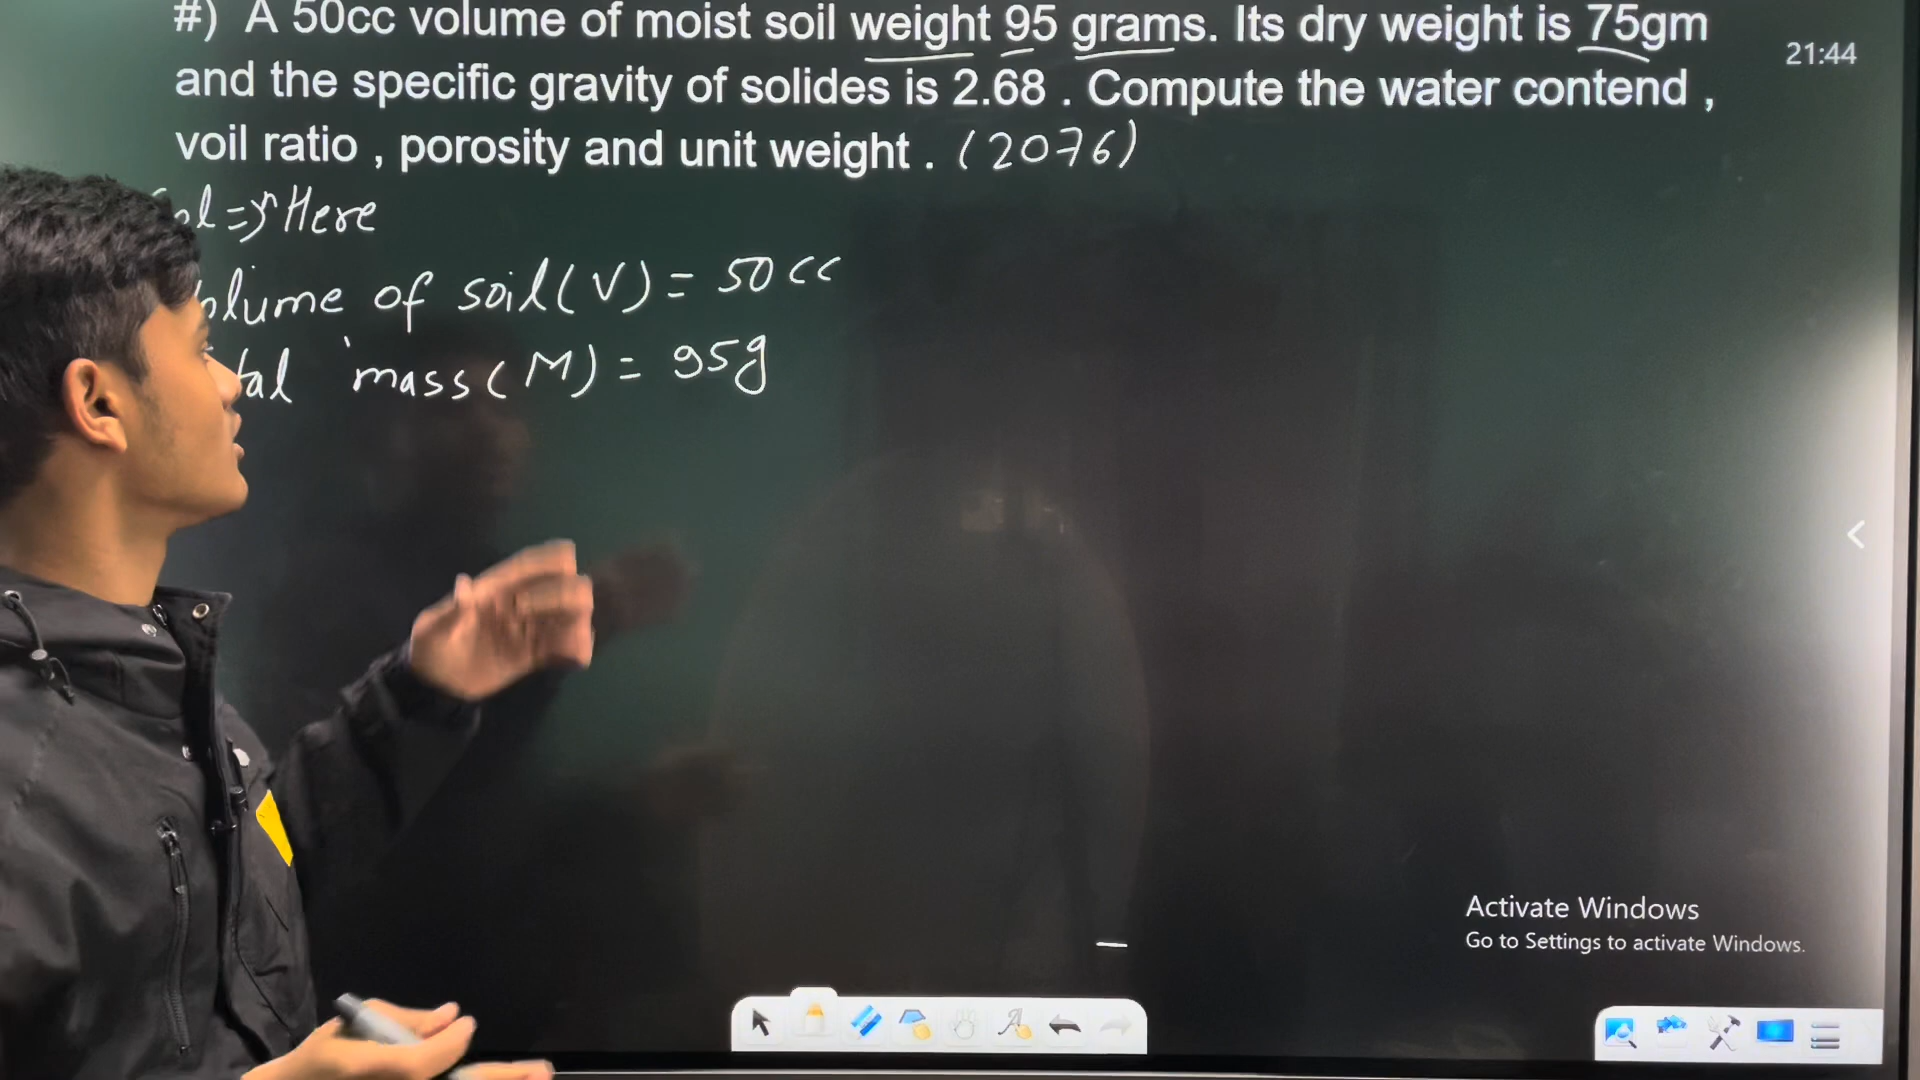 #) A 50cc volume of moist soil weight 95 grams. Its dry weight is 75gm
21:44
and the specific gravity of solides is 2.68 . Compute the water contend ,
voil ratio , porosity and unit weight . (2076)
Here
of soil (V) = 50cc
mass (M) = 95g
Activate Windows
Go to Settings to activate Windows.